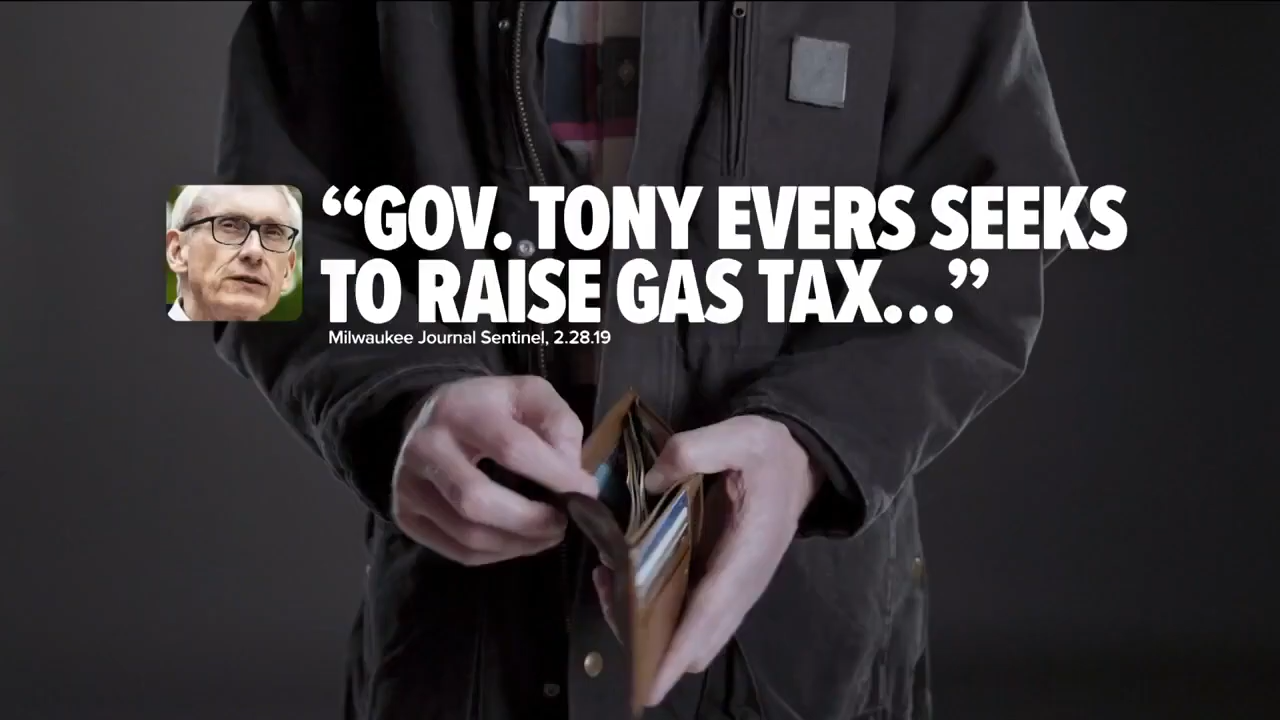 “GOV. TONY EVERS SEEKS
TO RAISE GAS TAX...”
Milwaukee Journal Sentinel, 2.28.19